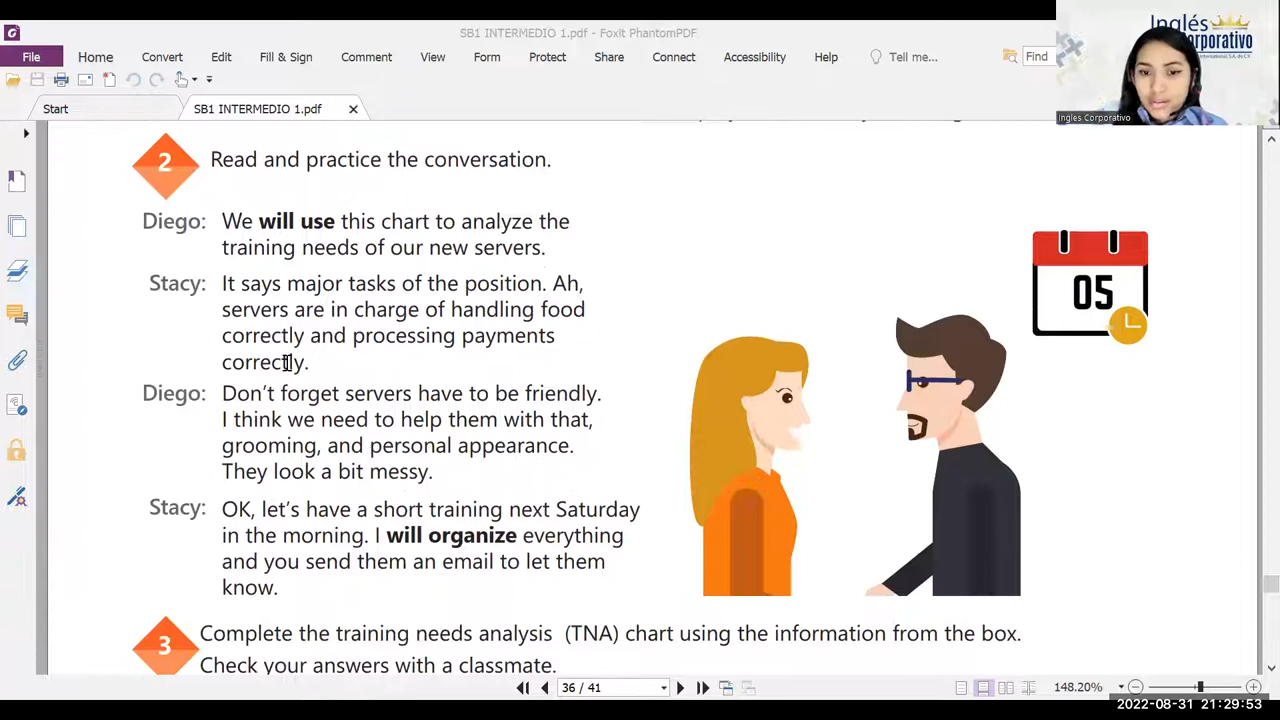 SB1 INTERMEDIO 1.pdf - Foxit PhantomPDF
Inglés
Corporativo
File Home Convert Edit Fill & Sign Comment View Form Protect Share Connect Accessibility Help Tell me... Find
Ingles Corporativo
Start SB1 INTERMEDIO 1.pdf
2 Read and practice the conversation.
Diego: We will use this chart to analyze the
training needs of our new servers.
Stacy: It says major tasks of the position. Ah,
servers are in charge of handling food
correctly and processing payments
correctly.
Diego: Don't forget servers have to be friendly.
I think we need to help them with that,
grooming, and personal appearance.
They look a bit messy.
Stacy: OK, let's have a short training next Saturday
in the morning. I will organize everything
and you send them an email to let them
know.
05
3 Complete the training needs analysis (TNA) chart using the information from the box.
Check your answers with a classmate.
36 / 41 148.20%
2022-08-31 21:29:53